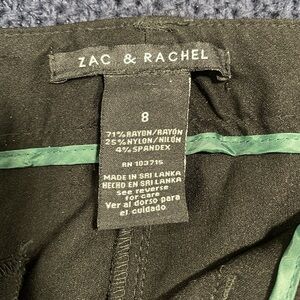 ZAC & RACHEL
8
71% RAYON/RAYÓN
25% NYLON/NILÓN
4% SPANDEX
RN 103715
MADE IN SRI LANKA
HECHO EN SRI LANKA
See reverse
for care
Ver al dorso para
el cuidado